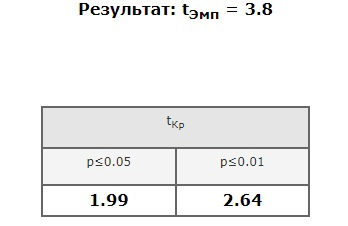 Результат: tЭмп = 3.8
tКр
p≤0.05 p≤0.01
1.99 2.64